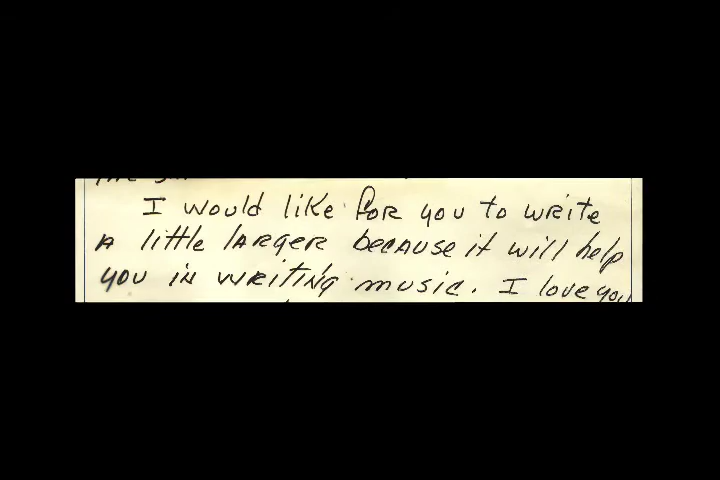 I would like for you to write
a little larger because it will help
you in writing music. I love you